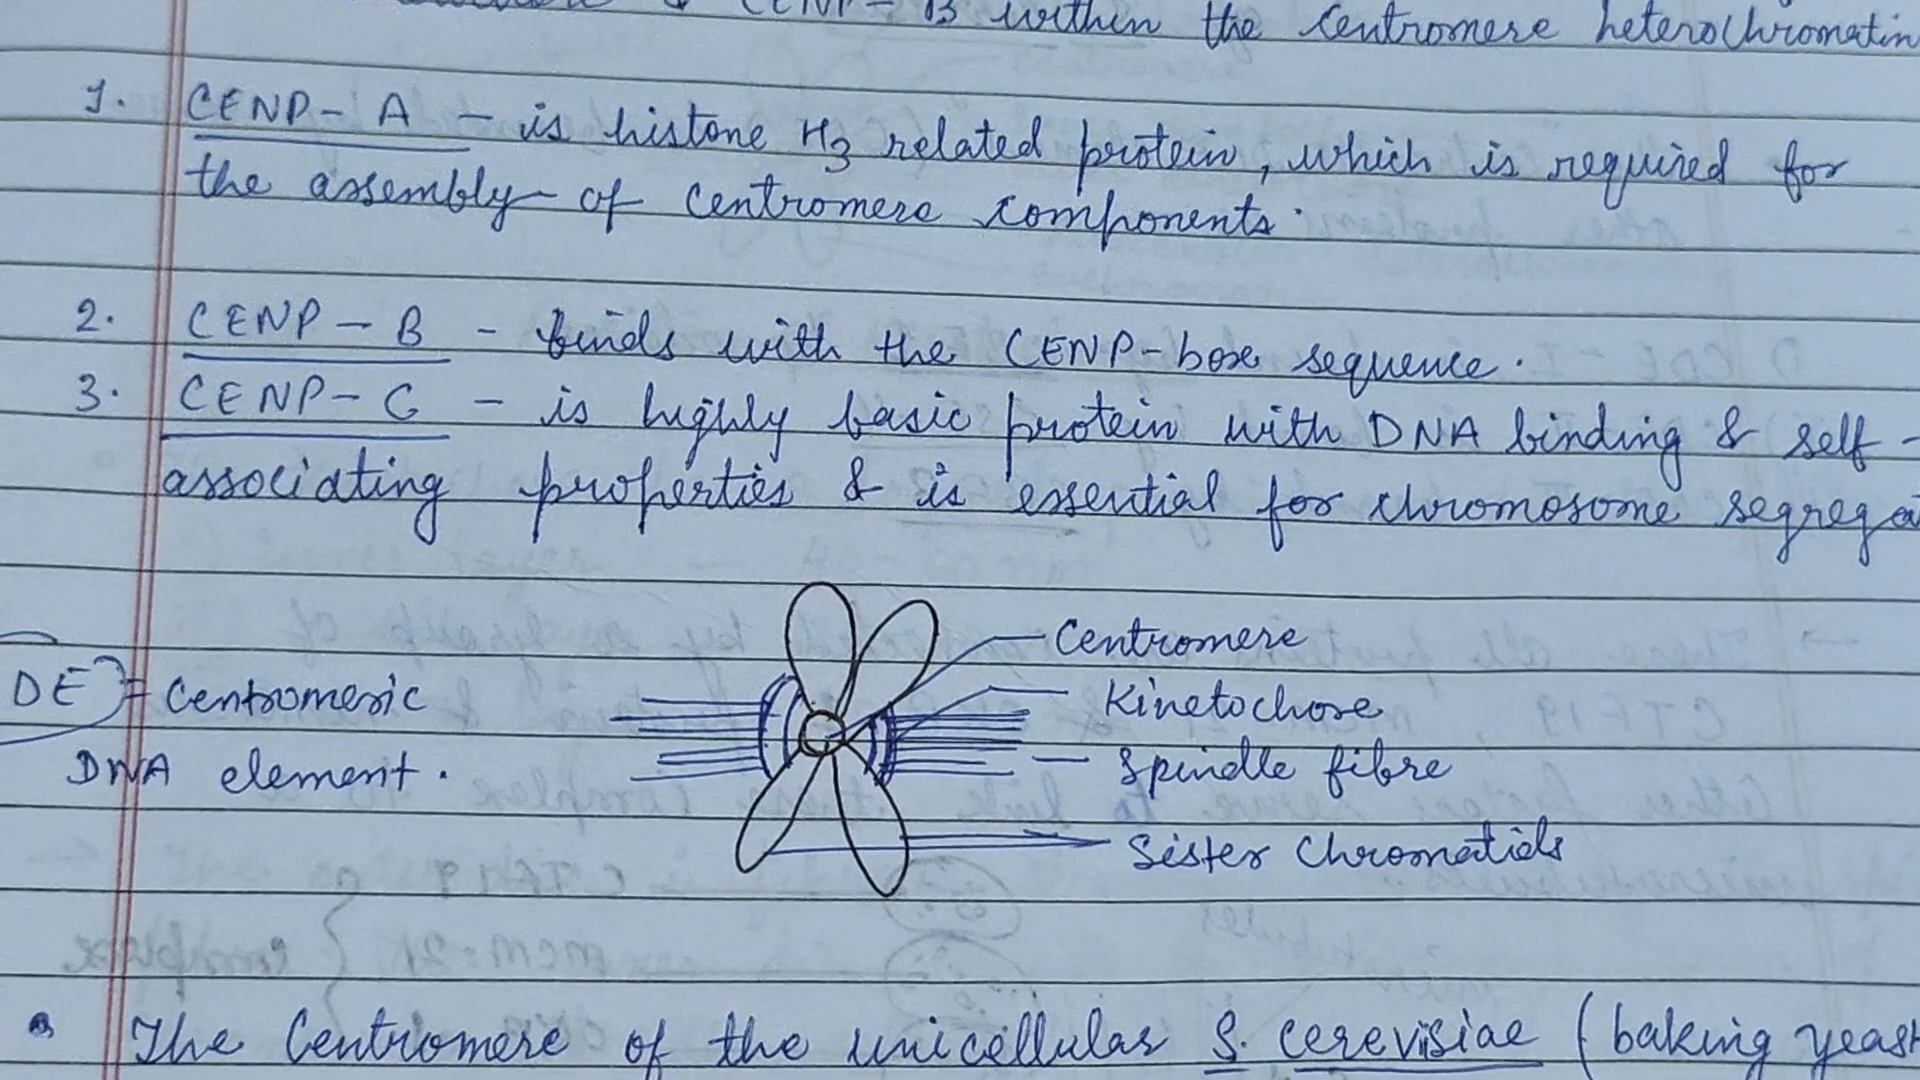 CENP-B within the Centromere heterochromatin
1. CENP-A - is histone H3 related protein, which is required for
the assembly of Centromere components.
2. CENP-B - binds with the CENP-box sequence.
3. CENP-C - is highly basic protein with DNA binding & self-
associating properties & is essential for chromosome segrega
Centromere
DE = Centromeric
Kinetochore
DNA element.
Spindle fibre
Sister Chromatids
The Centromere of the unicellular S. cerevisiae (baking yeast